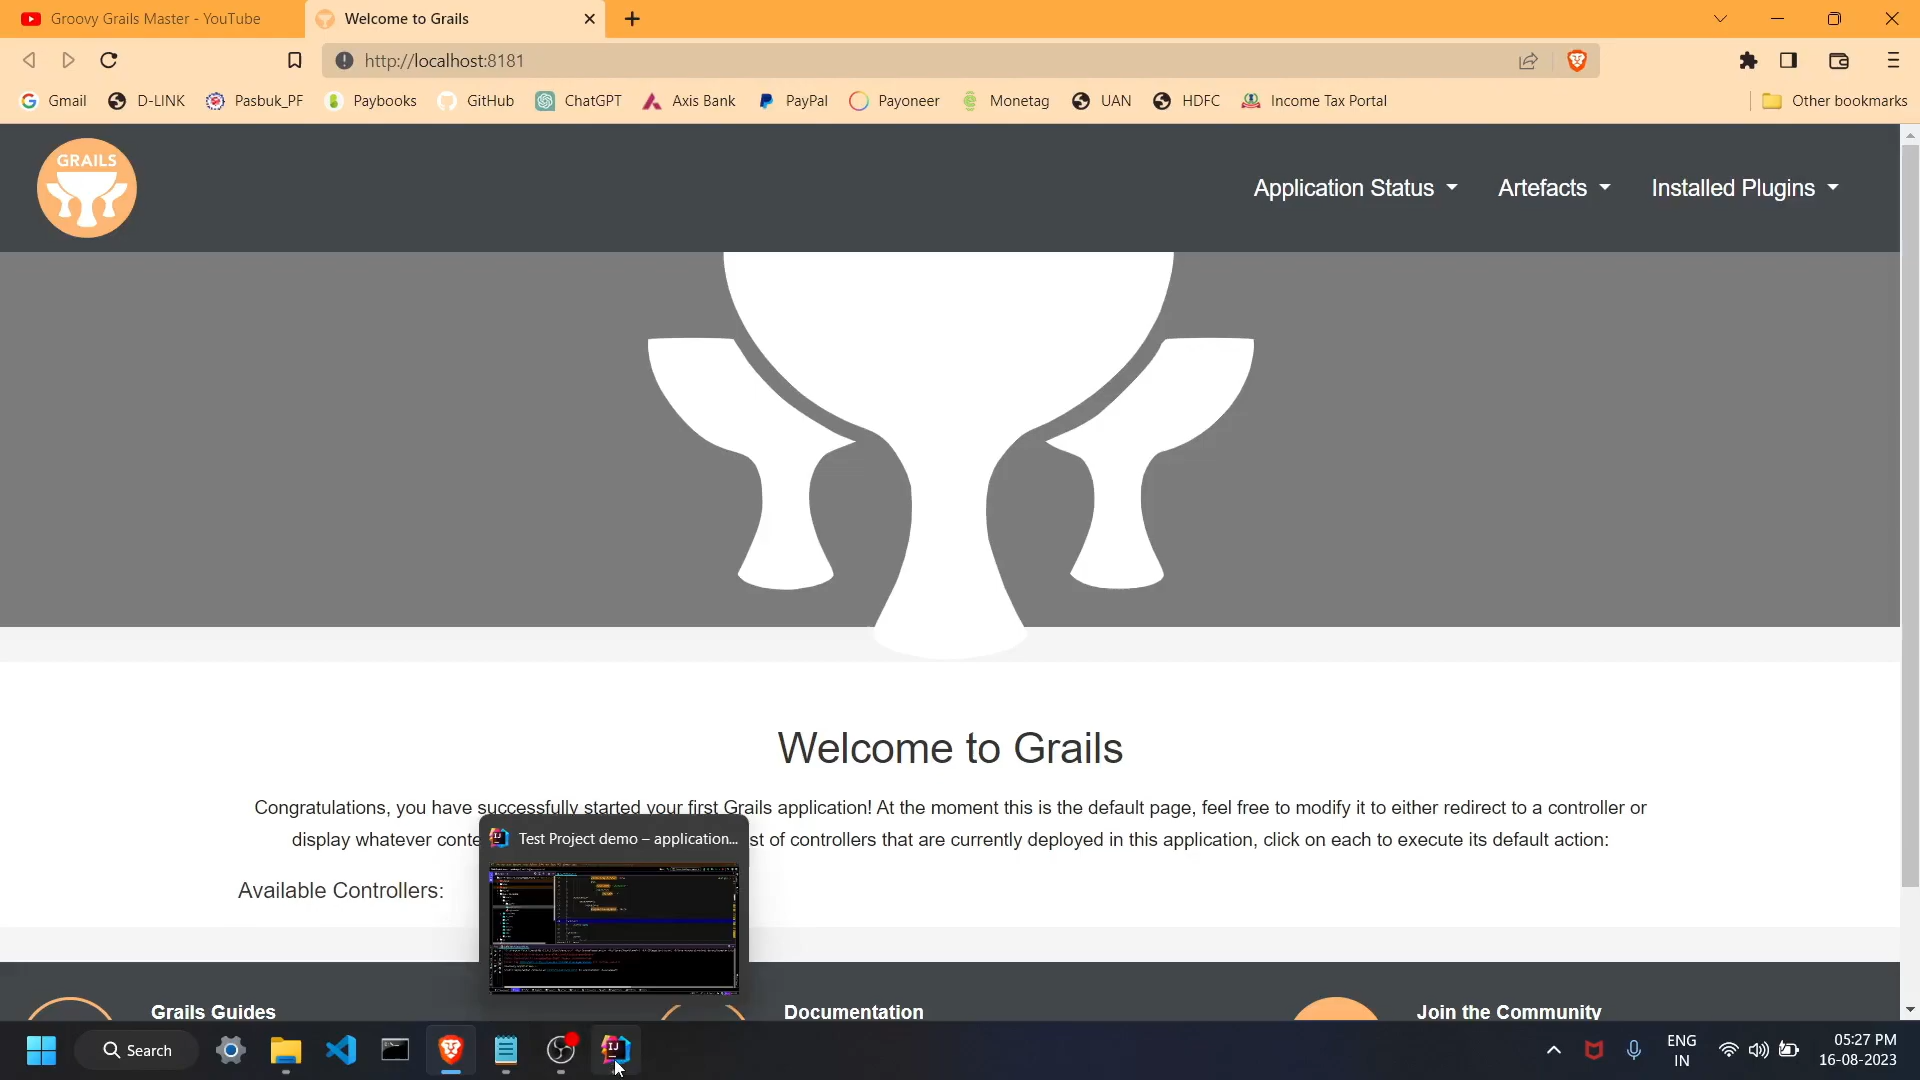 Groovy Grails Master - YouTube
Welcome to Grails
http://localhost:8181
Gmail
D-LINK
Pasbuk_PF
Paybooks
GitHub
ChatGPT
Axis Bank
PayPal
Payoneer
Monetag
UAN
HDFC
Income Tax Portal
Other bookmarks
GRAILS
Application Status
Artefacts
Installed Plugins
Welcome to Grails
Congratulations, you have successfully started your first Grails application! At the moment this is the default page, feel free to modify it to either redirect to a controller or
display whatever conte
st of controllers that are currently deployed in this application, click on each to execute its default action:
Test Project demo – application...
Available Controllers:
Grails Guides
Documentation
Join the Community
Search
ENG
IN
05:27 PM
16-08-2023